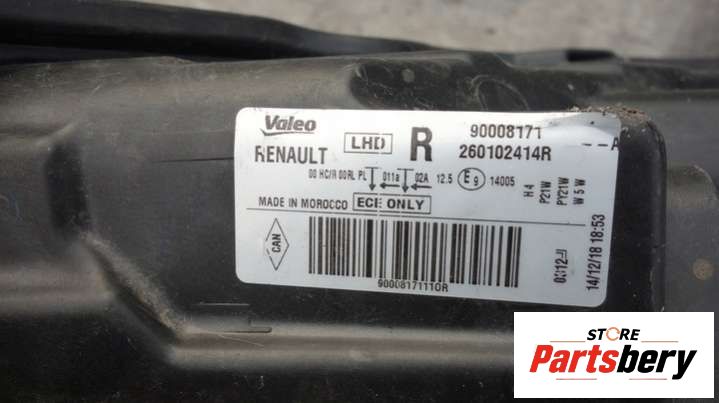 Valeo LHD R 90008171
RENAULT 260102414R --A
00 HC/R 00RL PL 011a 02A 12.5 E9 14005
MADE IN MOROCCO ECE ONLY
H4
P21W
PY21W
W5W
CAN
90008171110R
14/12/18 18:53
STORE
Partsbery